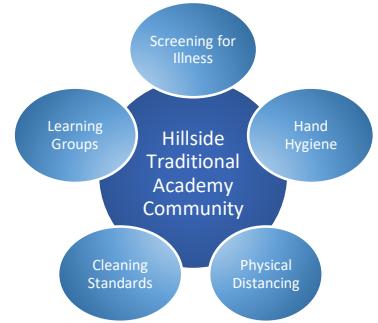 Screening for
Illness
Hand
Hygiene
Physical
Distancing
Cleaning
Standards
Learning
Groups
Hillside
Traditional
Academy
Community